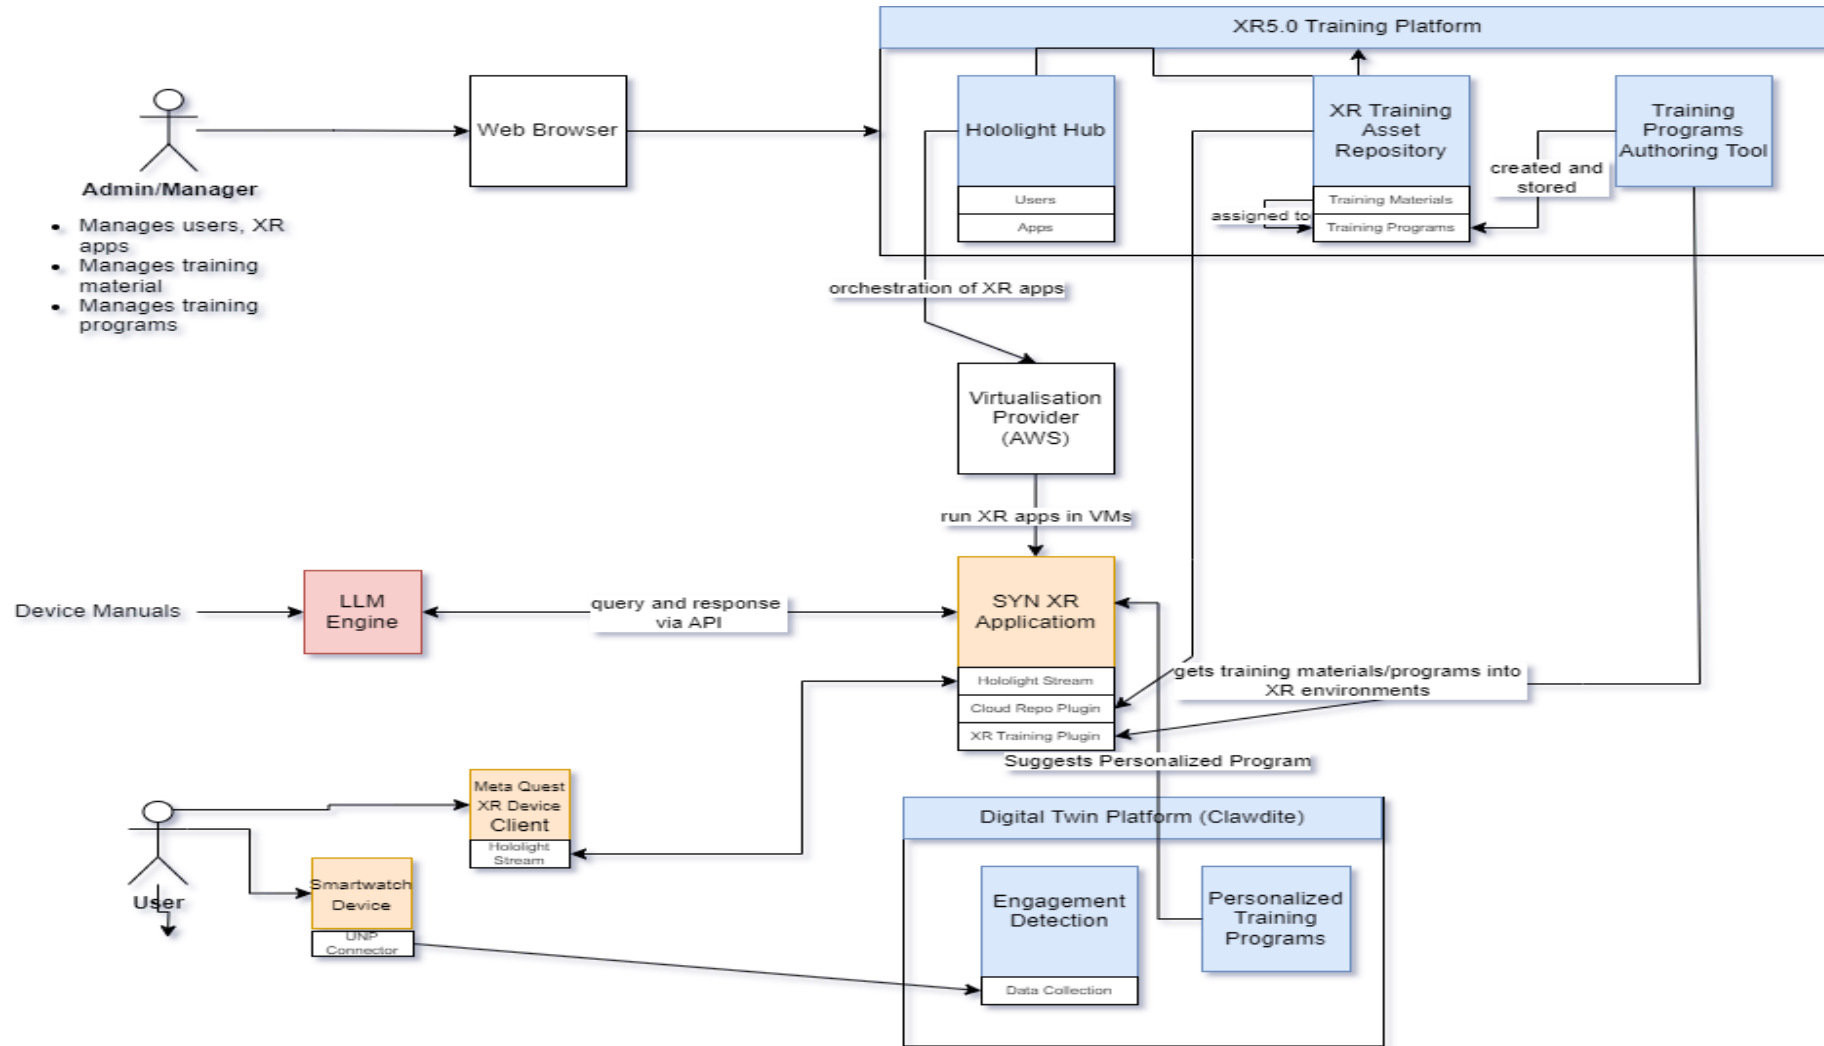 XR5.0 Training Platform
Web Browser
Hololight Hub
Users
Apps
XR Training
Asset
Repository
Training Materials
Training Programs
assigned to
created and
stored
Training
Programs
Authoring Tool
Admin/Manager
Manages users, XR
apps
Manages training
material
Manages training
programs
orchestration of XR apps
Virtualisation
Provider
(AWS)
run XR apps in VMs
Device Manuals
LLM
Engine
query and response
via API
SYN XR
Applicatiom
Hololight Stream
Cloud Repo Plugin
XR Training Plugin
gets training materials/programs into
XR environments
Suggests Personalized Program
Meta Quest
XR Device
Client
Hololight
Stream
User
Smartwatch
Device
UNP
Connector
Digital Twin Platform (Clawdite)
Engagement
Detection
Data Collection
Personalized
Training
Programs